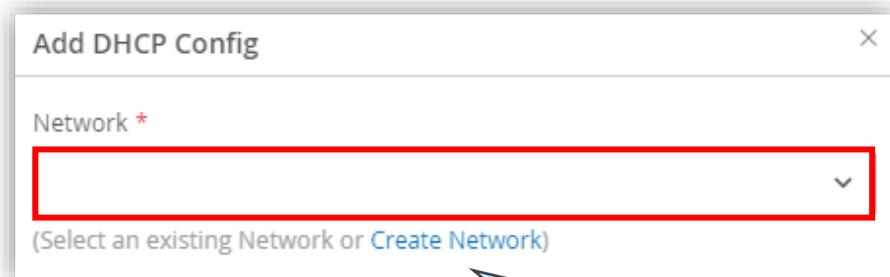 Add DHCP Config
Network *
(Select an existing Network or Create Network)